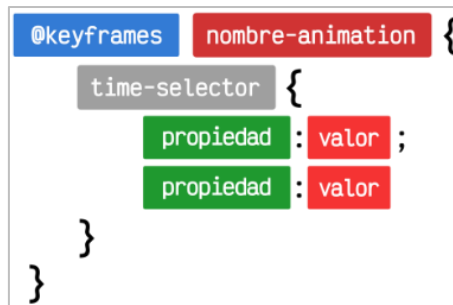 @keyframes nombre-animation {
time-selector {
propiedad : valor ;
propiedad : valor
}
}